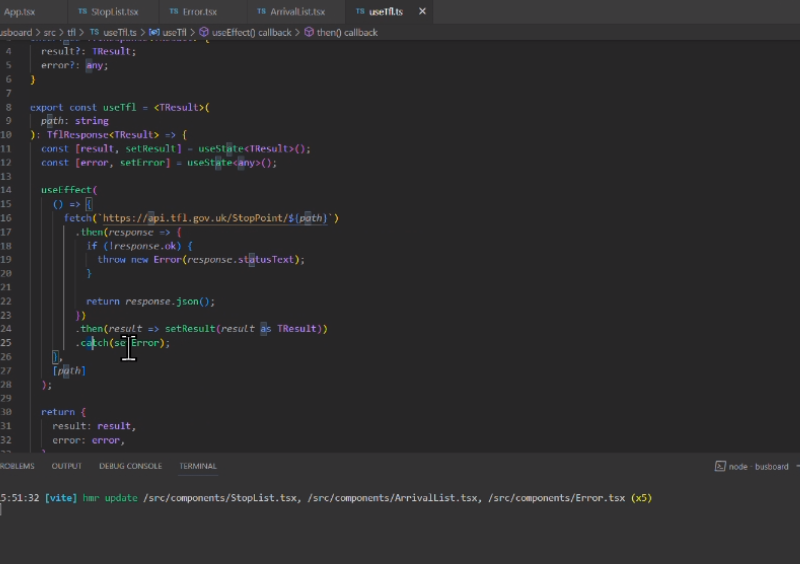 App.tsx TS StopList.tsx TS Error.tsx TS ArrivalList.tsx TS useTfl.ts ✕
usboard > src > tfl > TS useTfl.ts > useTfl > useEffect() callback > then() callback
4 result?: TResult;
5 error?: any;
6 }
7
8 export const useTfl = <TResult>(
9 path: string
10 ): TflResponse<TResult> => {
11 const [result, setResult] = useState<TResult>();
12 const [error, setError] = useState<any>();
13
14 useEffect(
15 () => {
16 fetch(`https://api.tfl.gov.uk/StopPoint/${path}`)
17 .then(response => {
18 if (!response.ok) {
19 throw new Error(response.statusText);
20 }
21
22 return response.json();
23 })
24 .then(result => setResult(result as TResult))
25 .catch(setError);
26 },
27 [path]
28 );
29
30 return {
31 result: result,
32 error: error,
ROBLEMS OUTPUT DEBUG CONSOLE TERMINAL node - busboard
5:51:32 [vite] hmr update /src/components/StopList.tsx, /src/components/ArrivalList.tsx, /src/components/Error.tsx (x5)